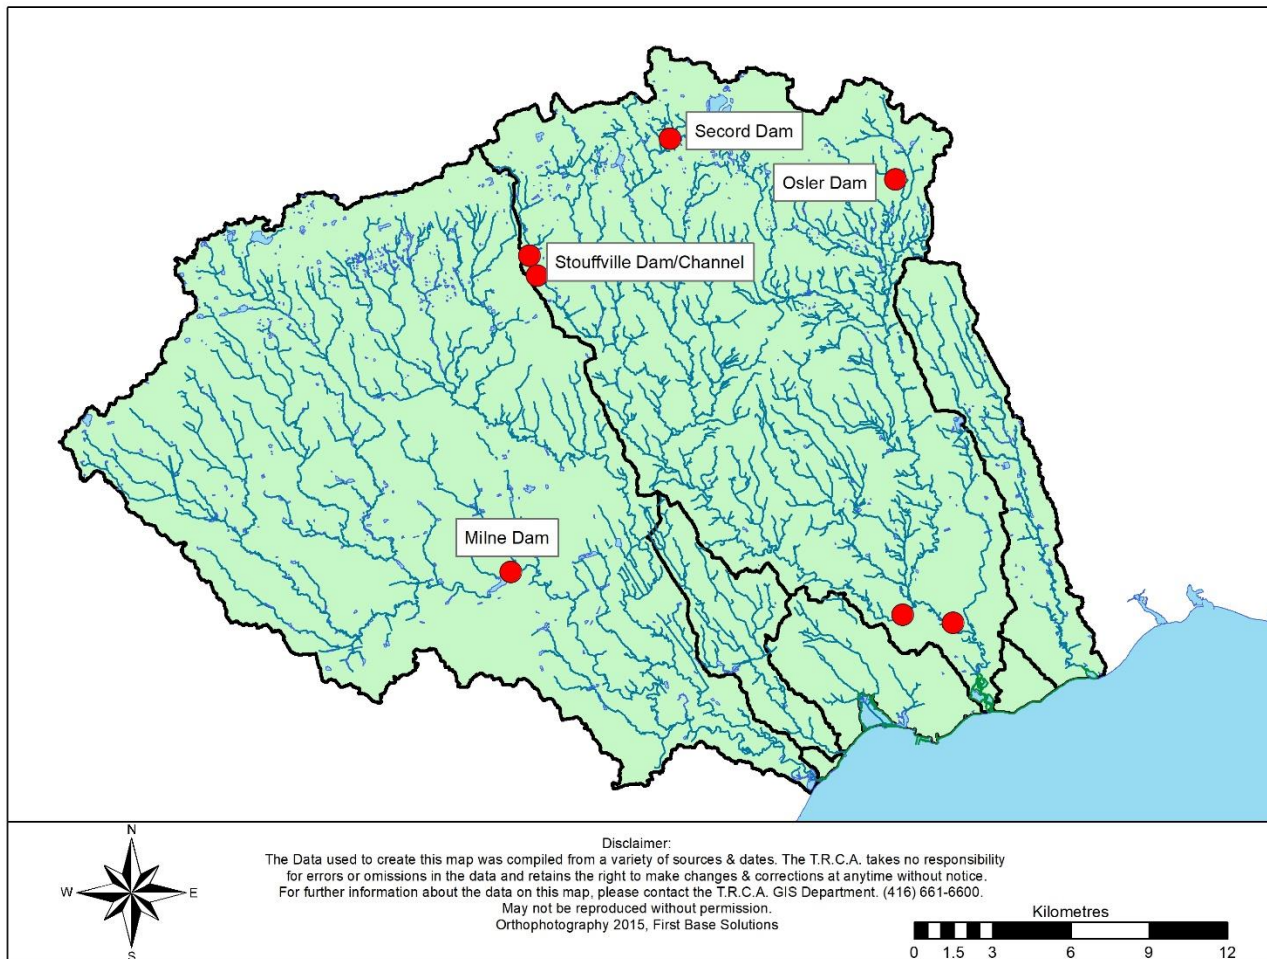 Secord Dam
Osler Dam
Stouffville Dam/Channel
Milne Dam
N
W
E
S
Disclaimer:
The Data used to create this map was compiled from a variety of sources & dates. The T.R.C.A. takes no responsibility
for errors or omissions in the data and retains the right to make changes & corrections at anytime without notice.
For further information about the data on this map, please contact the T.R.C.A. GIS Department. (416) 661-6600.
May not be reproduced without permission.
Orthophotography 2015, First Base Solutions
Kilometres
0 1.5 3 6 9 12